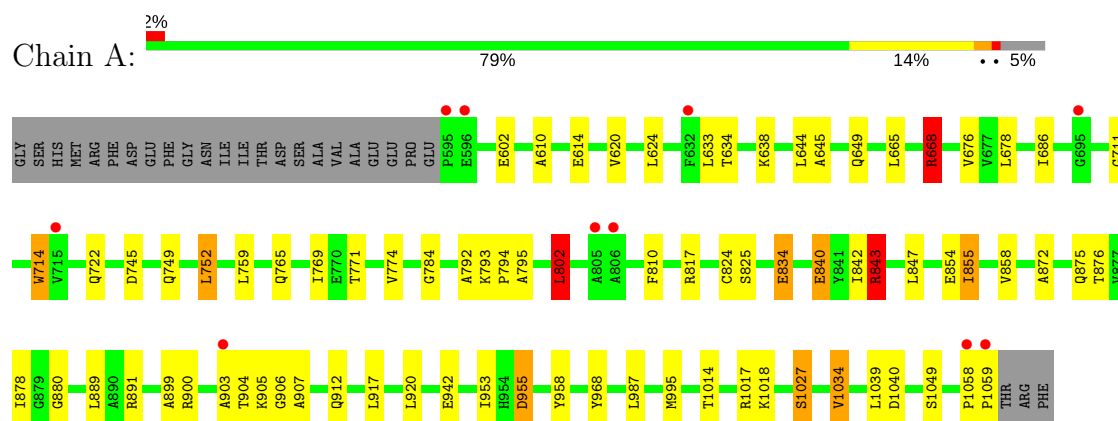 2%
Chain A:
79% 14% • • 5%
GLY SER HIS MET ARG PHE ASP GLU PHE GLY ASN ILE ILE THR ASP SER ALA VAL ALA GLU GLU PRO GLU P595 E596 E602 A610 E614 V620 L624 F632 L633 T634 K638 L644 A645 Q649 L665 R668 V676 V677 L678 I686 G695
W714 V715 Q722 D745 Q749 L752 L759 Q765 I769 E770 T771 V774 G784 A792 K793 P794 A795 L802 A805 A806 F810 R817 C824 S825 E834 E840 Y841 I842 R843 L847 E854 I855 V858 A872 Q875 T876
I878 G879 G880 L889 A890 R891 A899 R900 A903 T904 K905 G906 A907 Q912 L917 L920 E942 I953 H954 D955 Y958 Y968 L987 M995 T1014 R1017 K1018 S1027 V1034 L1039 D1040 S1049 P1058 P1059 THR ARG PHE